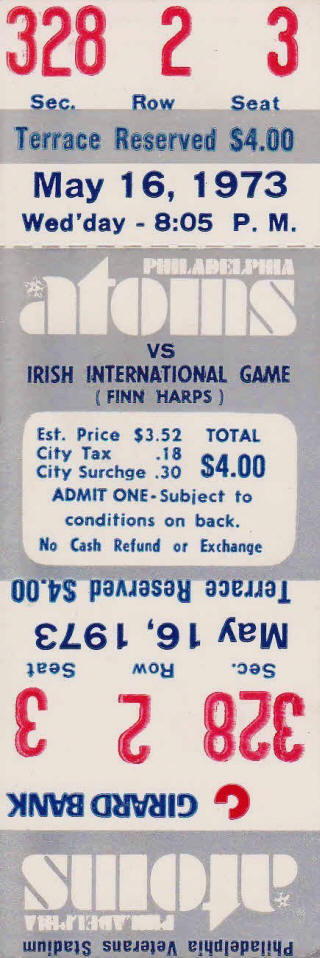 328 2 3
Sec. Row Seat
Terrace Reserved $4.00
May 16, 1973
Wed'day - 8:05 P. M.
PHILADELPHIA
atoms
VS
IRISH INTERNATIONAL GAME
( FINN HARPS )
Est. Price $3.52 TOTAL
City Tax .18
City Surchge .30 $4.00
ADMIT ONE-Subject to
conditions on back.
No Cash Refund or Exchange
Philadelphia Veterans Stadium
PHILADELPHIA
atoms
GIRARD BANK
328 2 3
Sec. Row Seat
May 16, 1973
Terrace Reserved $4.00